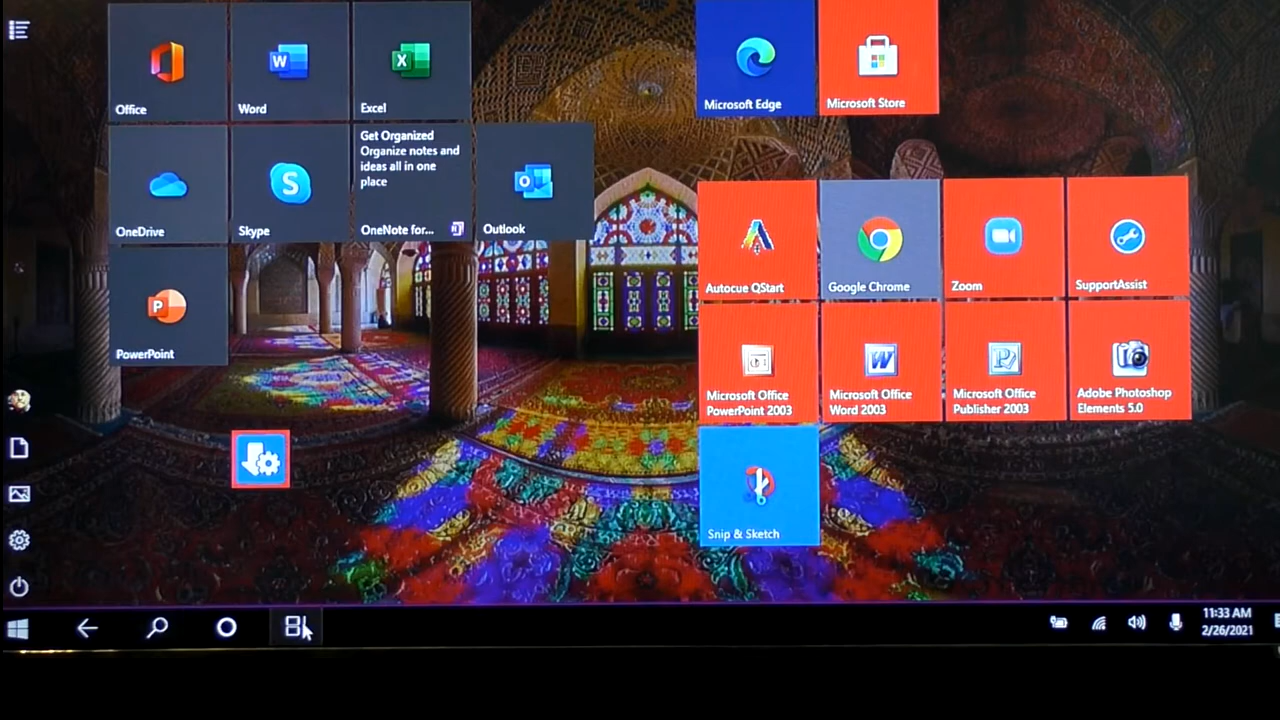 Office
Word
Excel
Get Organized
Organize notes and
ideas all in one
place
OneDrive
Skype
OneNote for...
Outlook
PowerPoint
Microsoft Edge
Microsoft Store
Autocue QStart
Google Chrome
Zoom
SupportAssist
Microsoft Office
PowerPoint 2003
Microsoft Office
Word 2003
Microsoft Office
Publisher 2003
Adobe Photoshop
Elements 5.0
Snip & Sketch
11:33 AM
2/26/2021